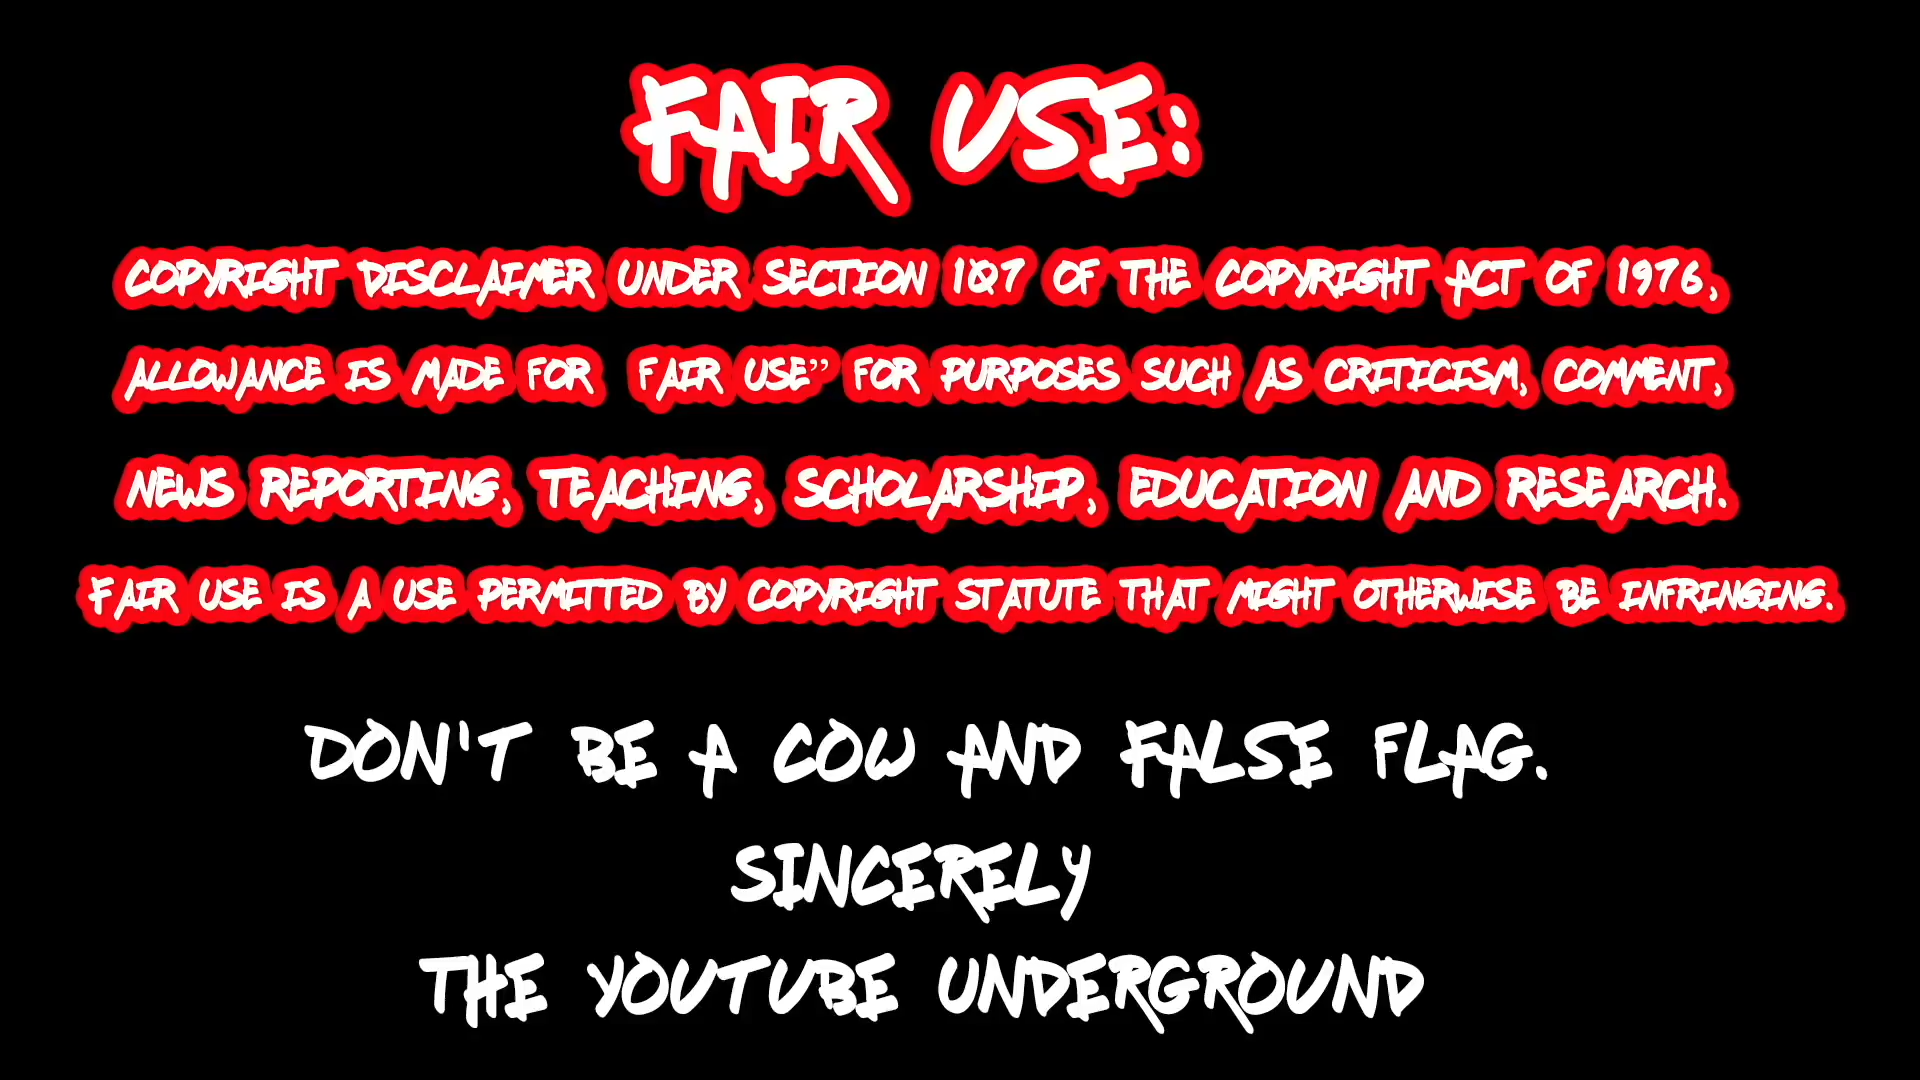 FAIR USE:
COPYRIGHT DISCLAIMER UNDER SECTION 107 OF THE COPYRIGHT ACT OF 1976,
ALLOWANCE IS MADE FOR FAIR USE” FOR PURPOSES SUCH AS CRITICISM, COMMENT,
NEWS REPORTING, TEACHING, SCHOLARSHIP, EDUCATION AND RESEARCH.
FAIR USE IS A USE PERMITTED BY COPYRIGHT STATUTE THAT MIGHT OTHERWISE BE INFRINGING.
DON'T BE A COW AND FALSE FLAG.
SINCERELY
THE YOUTUBE UNDERGROUND